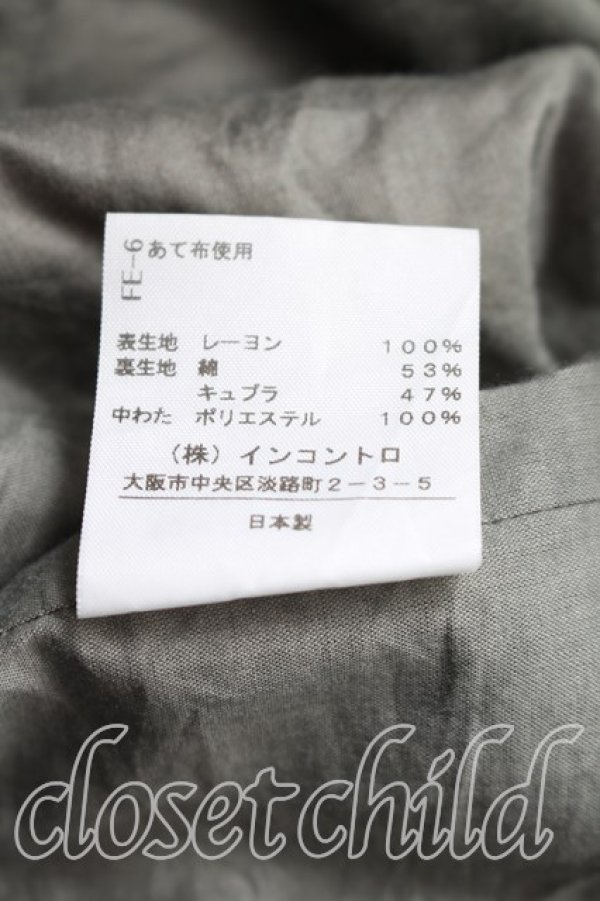 FE-6
あて布使用
表生地 レーヨン 100%
裏生地 綿 53%
キュプラ 47%
中わた ポリエステル 100%
（株）インコントロ
大阪市中央区淡路町2-3-5
日本製
closet child